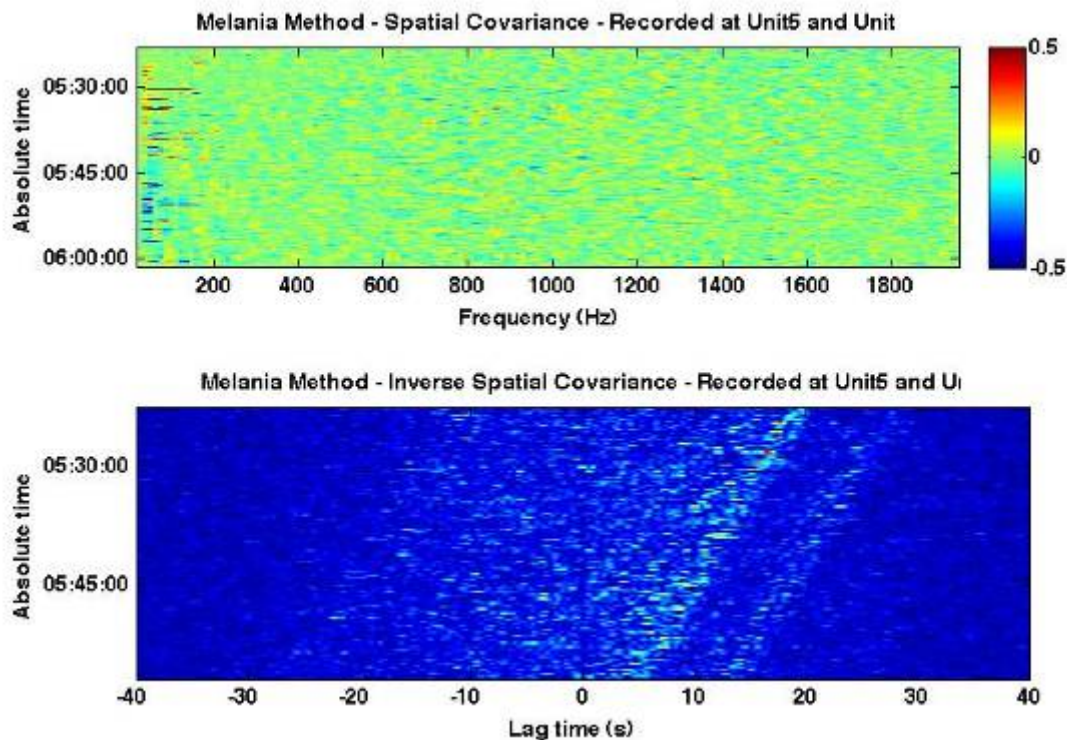 Melania Method - Spatial Covariance - Recorded at Unit5 and Unit
Absolute time
05:30:00
05:45:00
06:00:00
200 400 600 800 1000 1200 1400 1600 1800
Frequency (Hz)
0.5
0
-0.5
Melania Method - Inverse Spatial Covariance - Recorded at Unit5 and U
Absolute time
05:30:00
05:45:00
-40 -30 -20 -10 0 10 20 30 40
Lag time (s)